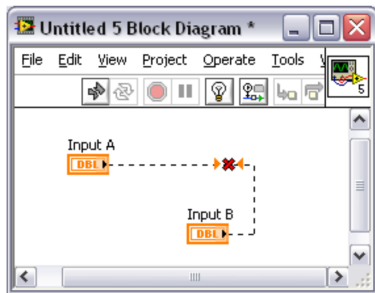 Untitled 5 Block Diagram *
File Edit View Project Operate Tools
5
Input A
DBL
Input B
DBL